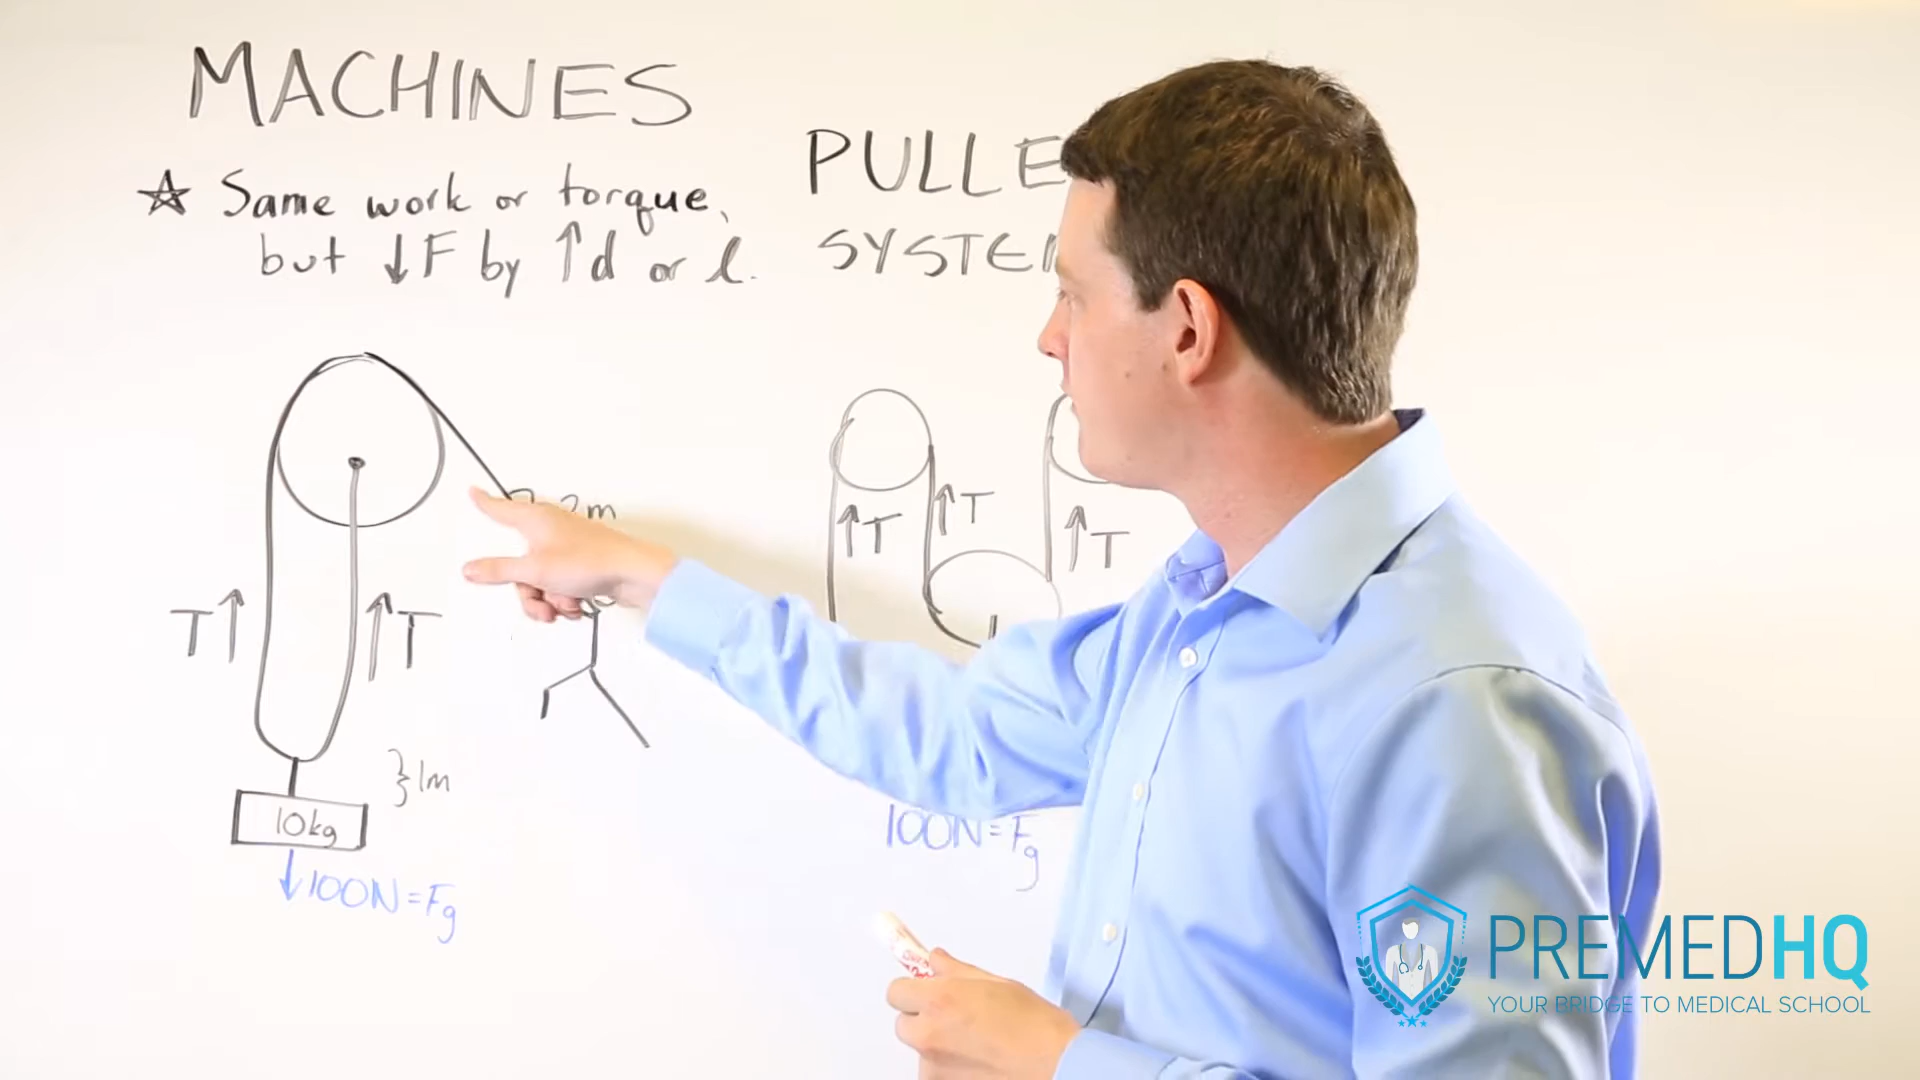 MACHINES
☆ Same work or torque,
but ↓F by ↑d or l.
PULLE
SYSTE
2m
↑T
↑T
↑T
T↑
↑T
}1m
10kg
↓100N=Fg
100N=Fg
PREMEDHQ
YOUR BRIDGE TO MEDICAL SCHOOL